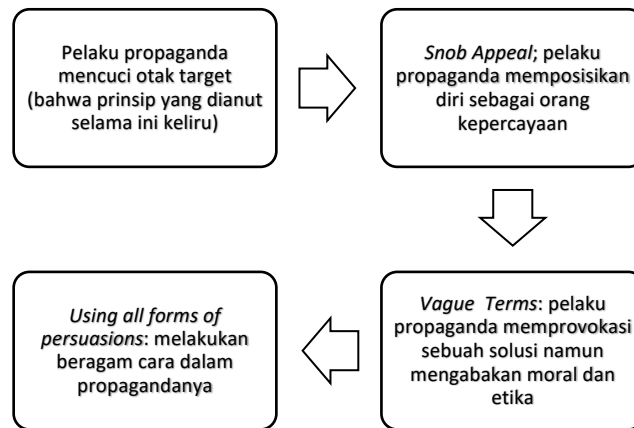 Pelaku propaganda
mencuci otak target
(bahwa prinsip yang dianut
selama ini keliru)
Snob Appeal; pelaku
propaganda memposisikan
diri sebagai orang
kepercayaan
Vague Terms: pelaku
propaganda memprovokasi
sebuah solusi namun
mengabakan moral dan
etika
Using all forms of
persuasions: melakukan
beragam cara dalam
propagandanya